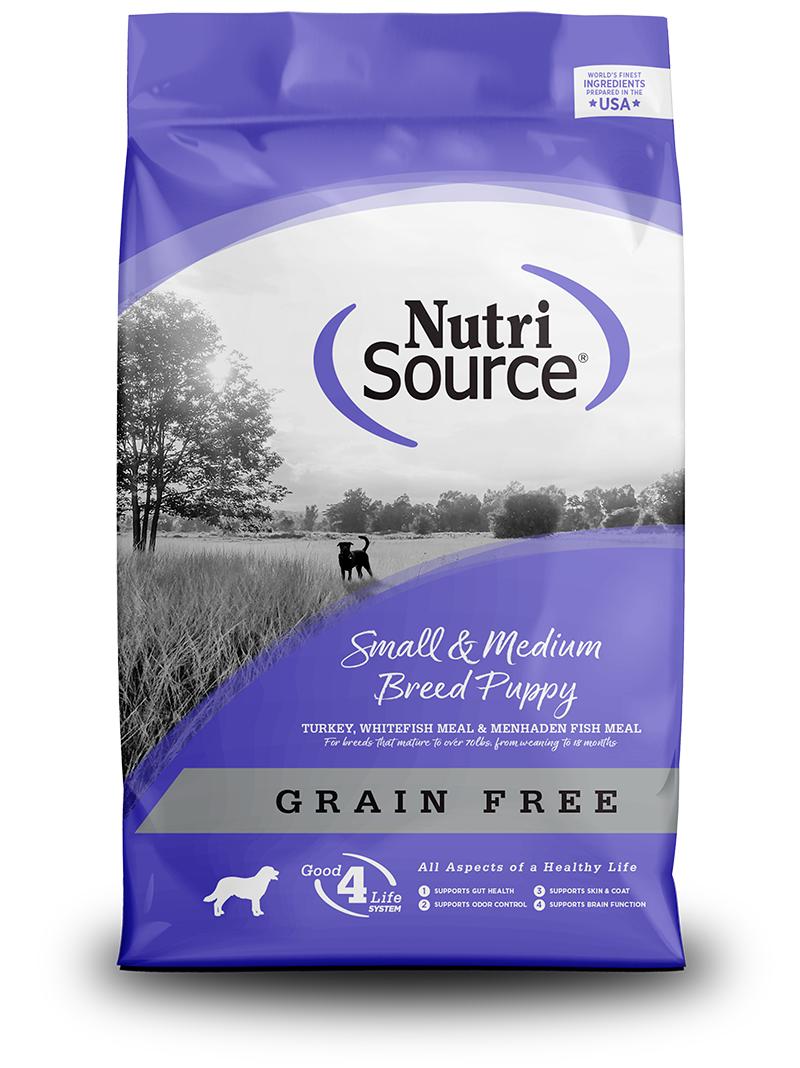 WORLD'S FINEST
INGREDIENTS
PREPARED IN THE
★USA★
Nutri
Source®
Small & Medium
Breed Puppy
TURKEY, WHITEFISH MEAL & MENHADEN FISH MEAL
For breeds that mature to over 70lbs, from weaning to 18 months
GRAIN FREE
Good 4 Life
SYSTEM
All Aspects of a Healthy Life
1 SUPPORTS GUT HEALTH
2 SUPPORTS ODOR CONTROL
3 SUPPORTS SKIN & COAT
4 SUPPORTS BRAIN FUNCTION